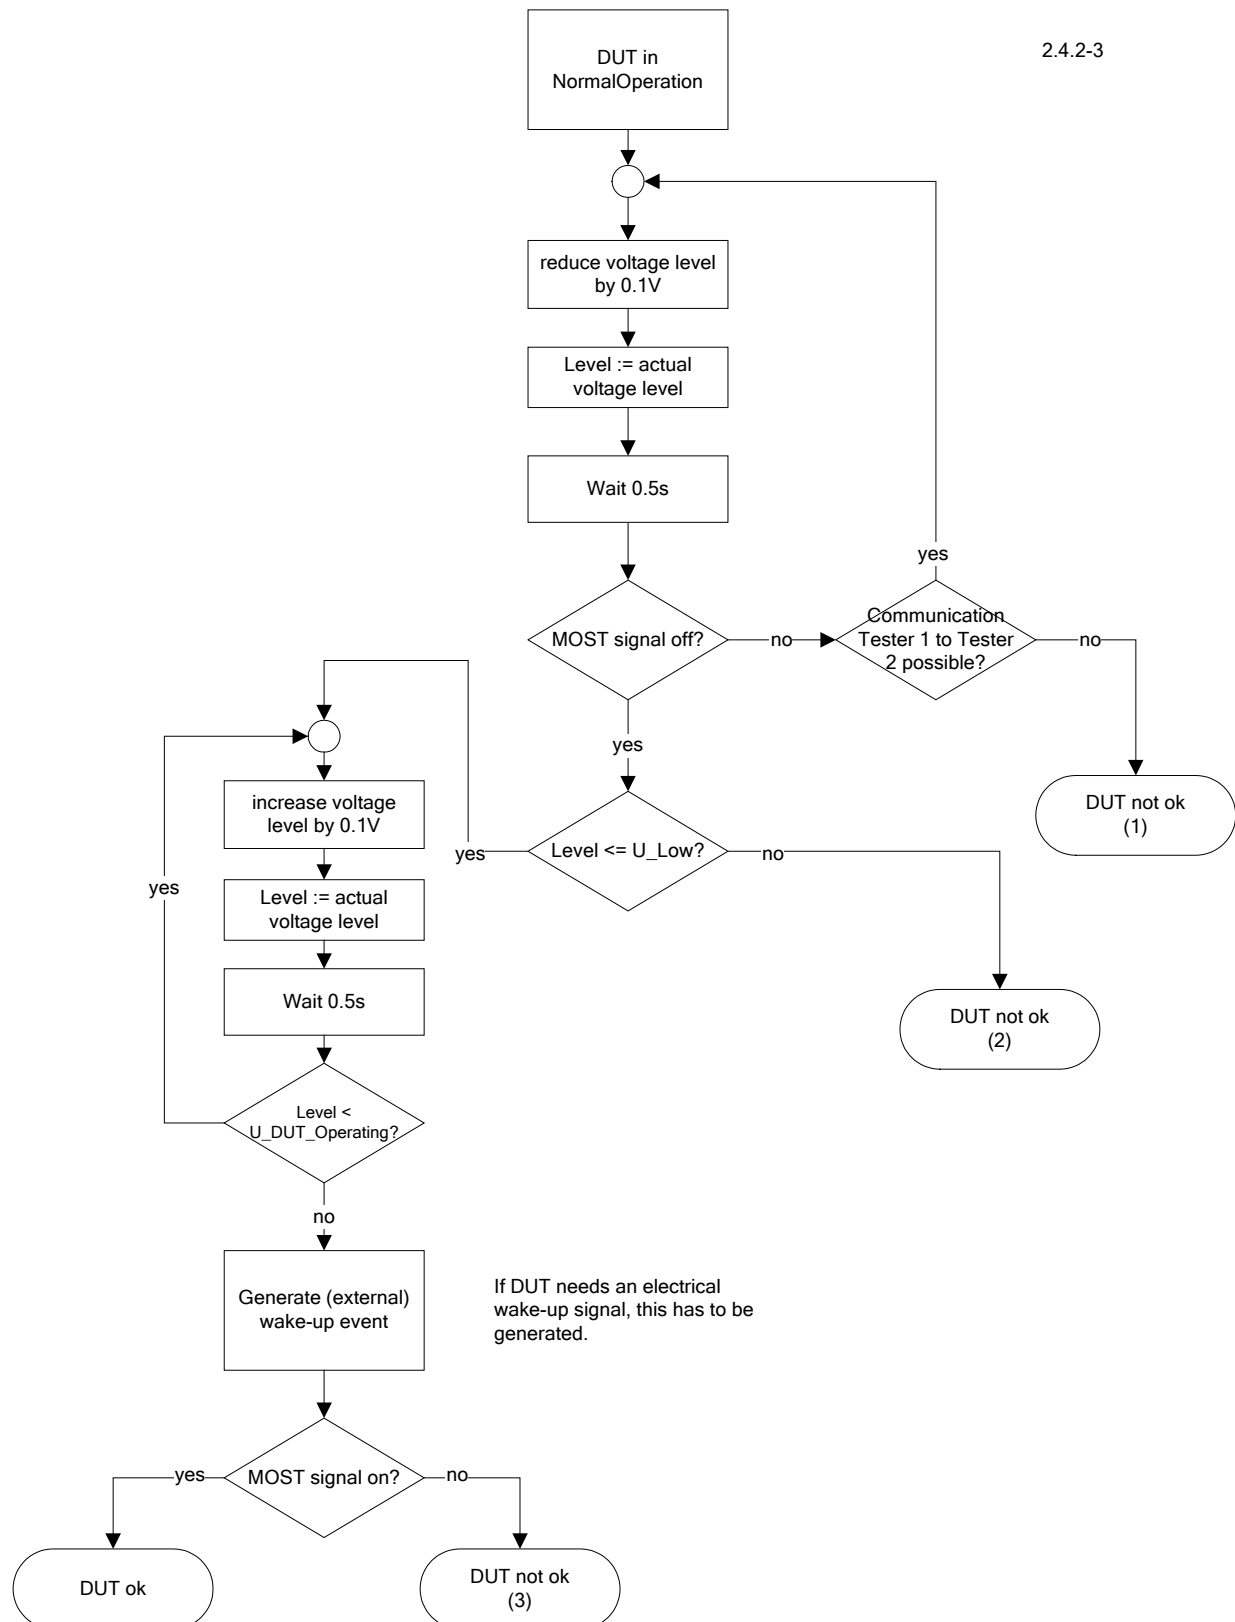 DUT in
NormalOperation
2.4.2-3
reduce voltage level
by 0.1V
Level := actual
voltage level
Wait 0.5s
yes
MOST signal off?
no
Communication
Tester 1 to Tester
2 possible?
no
yes
DUT not ok
(1)
increase voltage
level by 0.1V
yes
Level <= U_Low?
no
yes
Level := actual
voltage level
Wait 0.5s
DUT not ok
(2)
Level <
U_DUT_Operating?
no
Generate (external)
wake-up event
If DUT needs an electrical
wake-up signal, this has to be
generated.
yes
MOST signal on?
no
DUT ok
DUT not ok
(3)